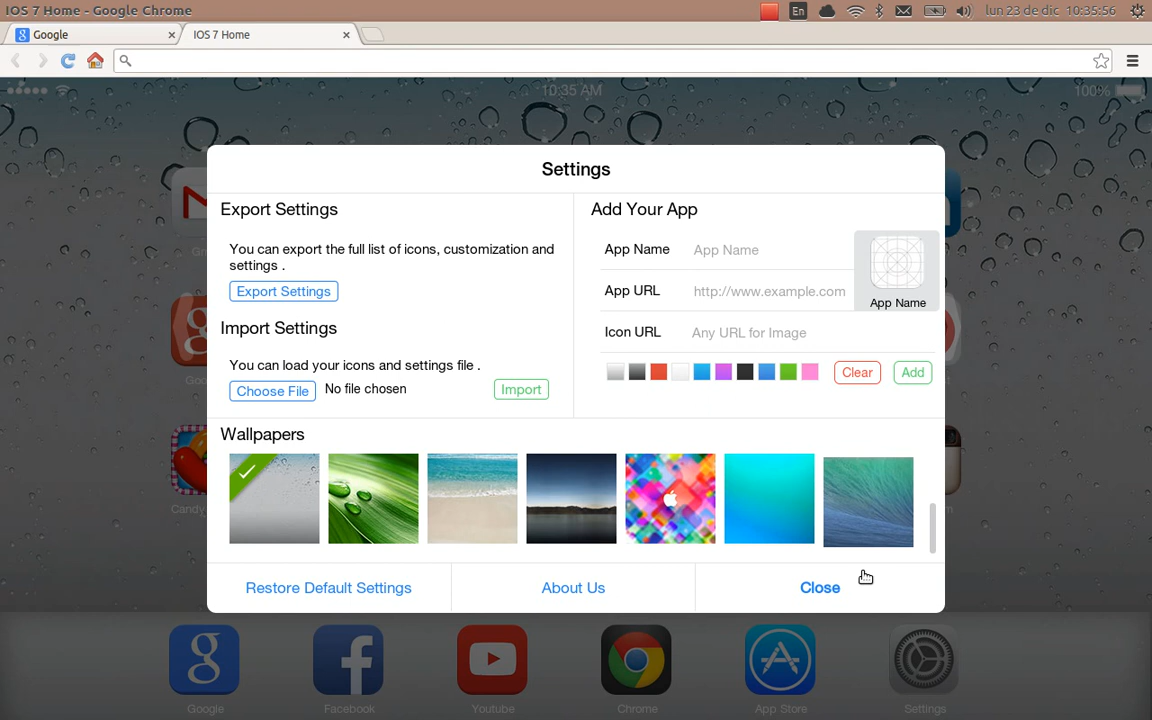 IOS 7 Home - Google Chrome
En
lun 23 de dic 10:35:56
Google
IOS 7 Home
10:35 AM
100%
Settings
Export Settings
You can export the full list of icons, customization and
settings .
Export Settings
Import Settings
You can load your icons and settings file .
Choose File
No file chosen
Import
Add Your App
App Name
App Name
App URL
http://www.example.com
Icon URL
Any URL for Image
App Name
Clear
Add
Wallpapers
Restore Default Settings
About Us
Close
Candy
Google
Facebook
Youtube
Chrome
App Store
Settings